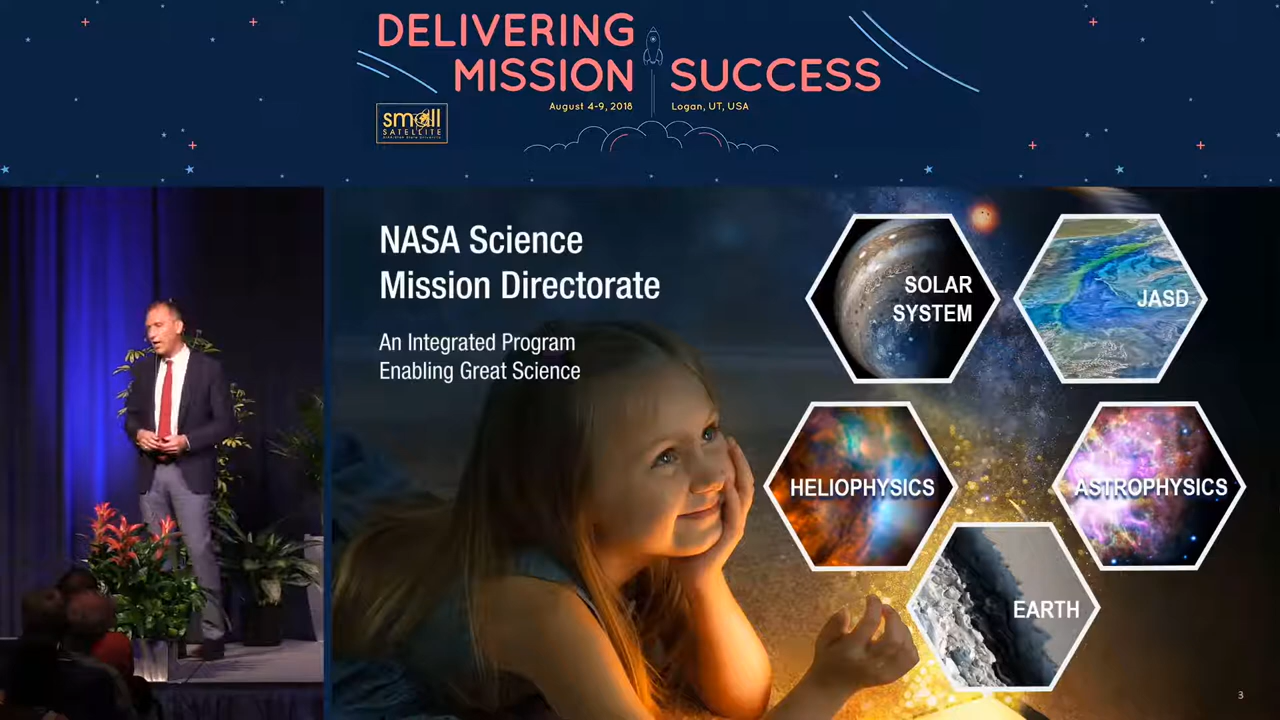 DELIVERING
MISSION SUCCESS
August 4-9, 2018 Logan, UT, USA
small
SATELLITE
NASA Science
Mission Directorate
An Integrated Program
Enabling Great Science
SOLAR
SYSTEM
JASD
HELIOPHYSICS
ASTROPHYSICS
EARTH
3